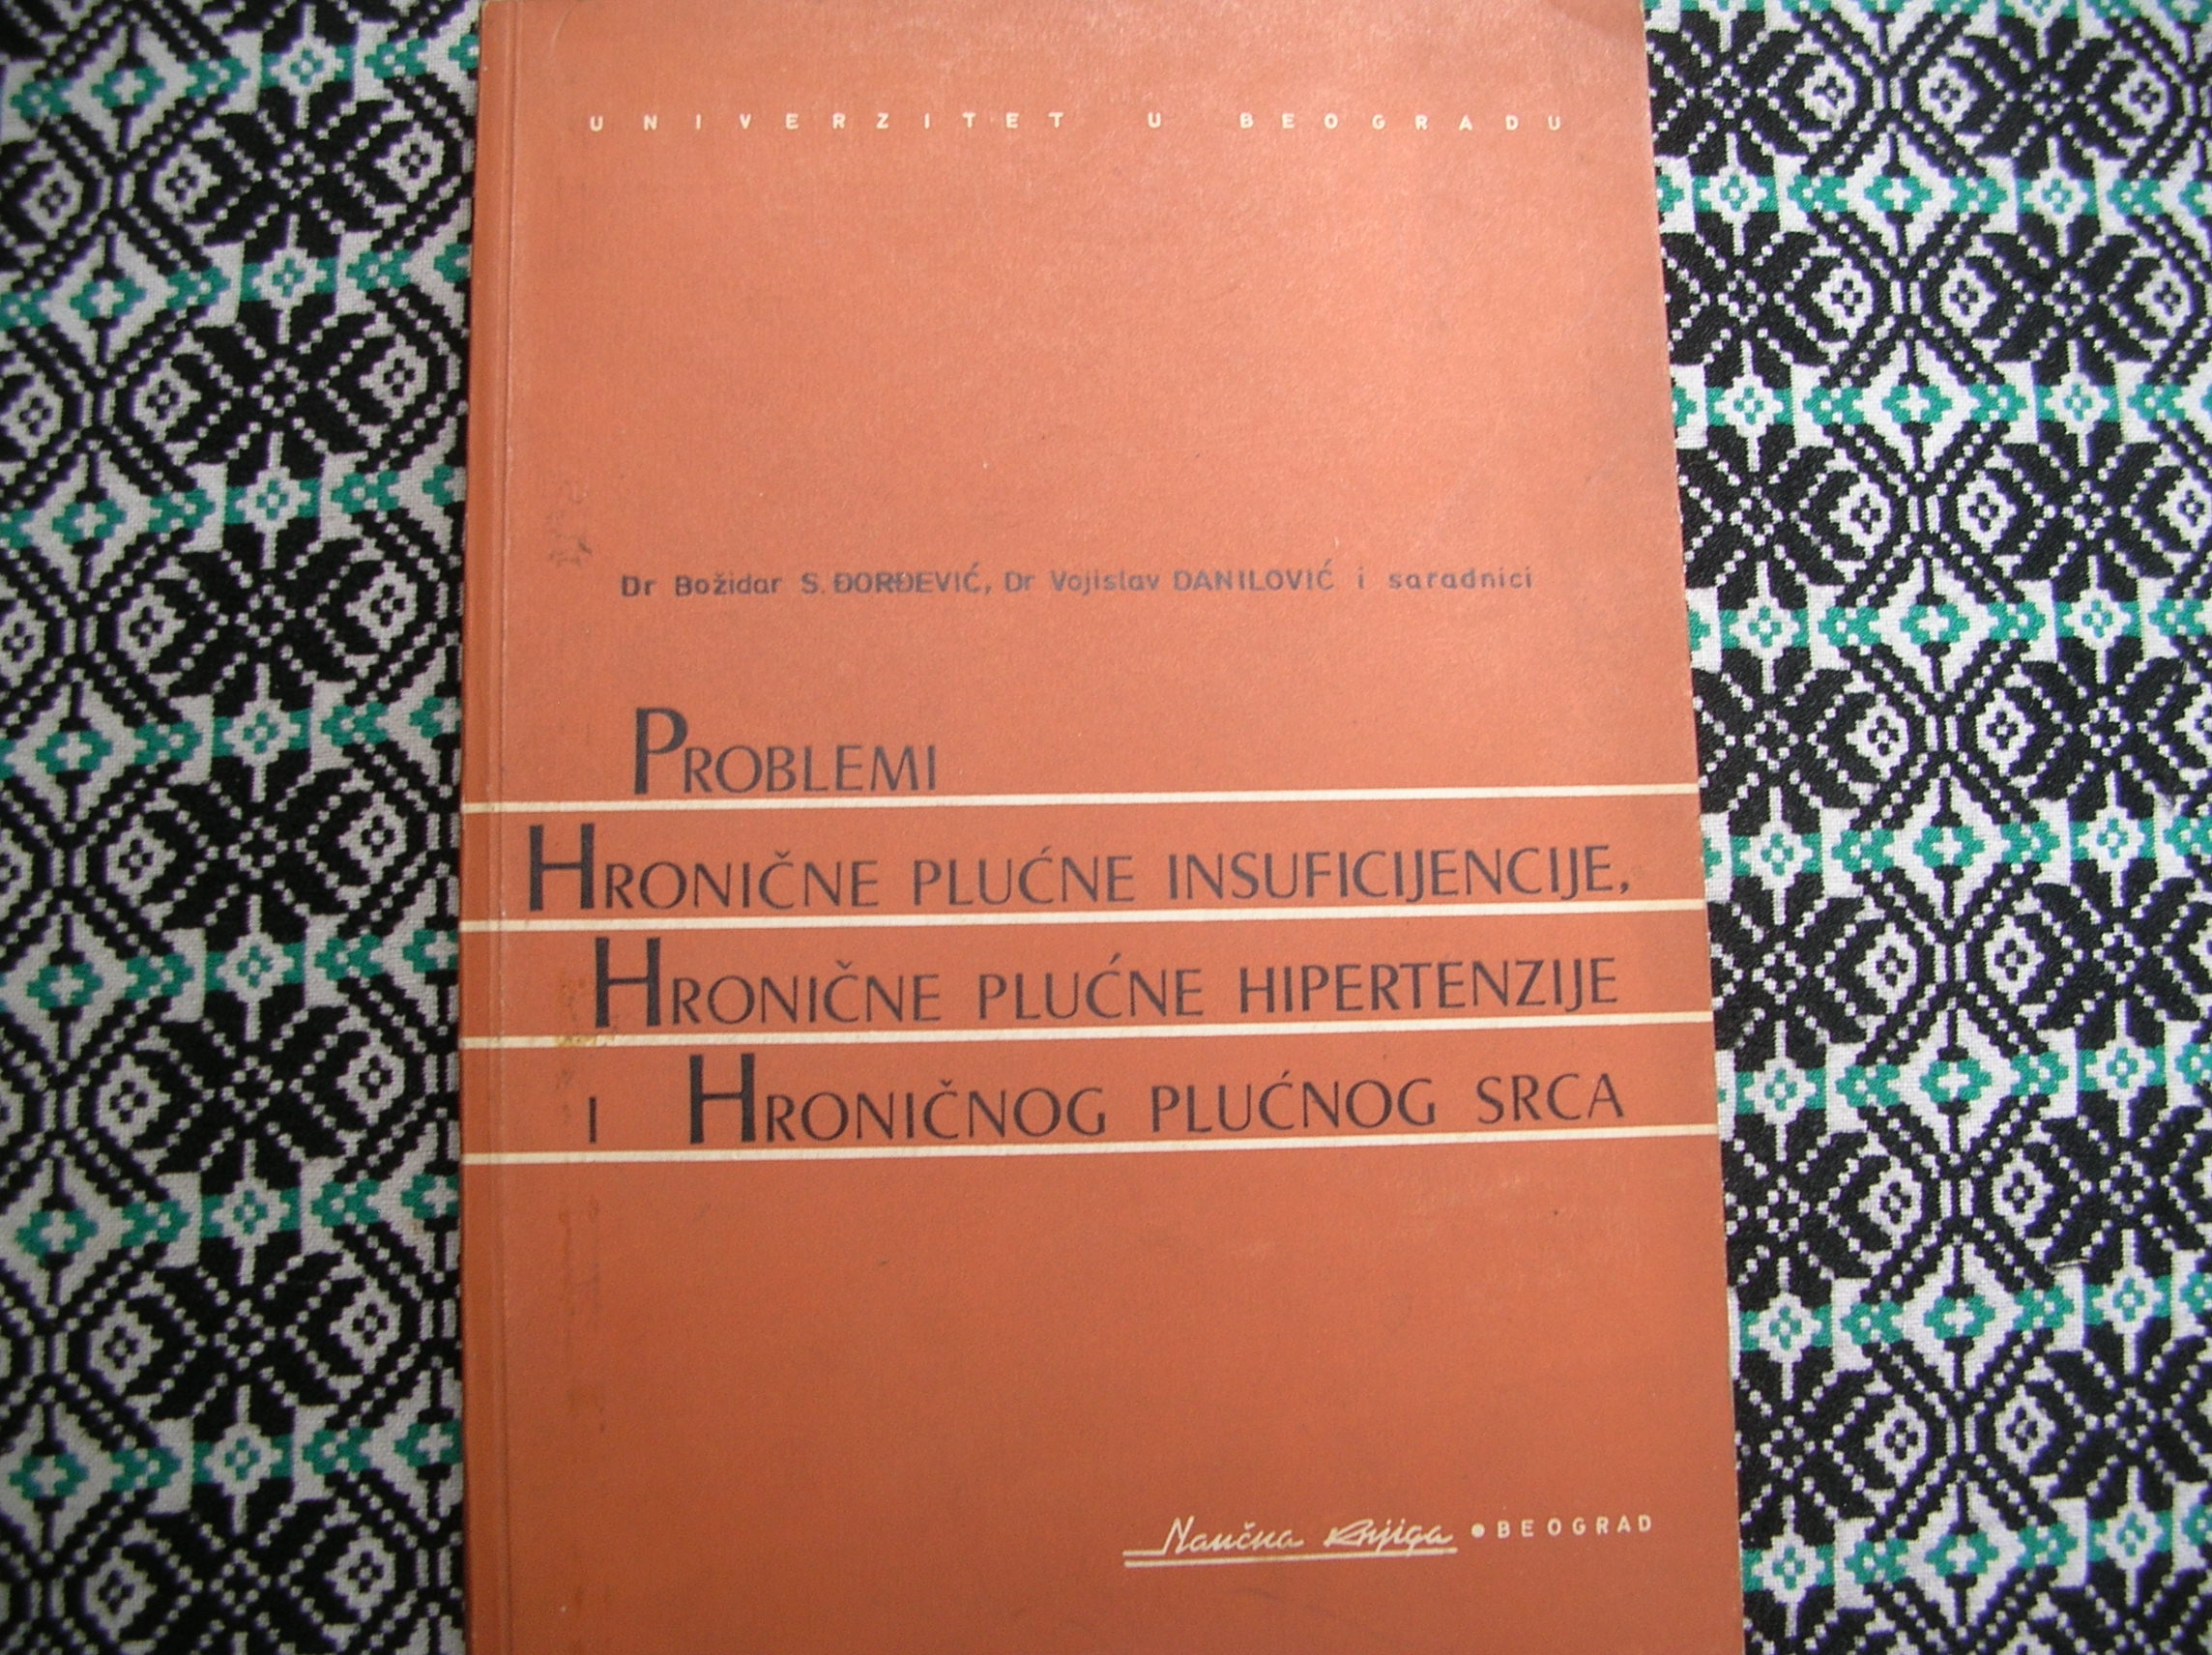 UNIVERZITET U BEOGRADU
Dr Božidar S. ĐORĐEVIĆ, Dr Vojislav DANILOVIĆ i saradnici
PROBLEMI
HRONIČNE PLUĆNE INSUFICIJENCIJE,
HRONIČNE PLUĆNE HIPERTENZIJE
I HRONIČNOG PLUĆNOG SRCA
Naučna knjiga • BEOGRAD